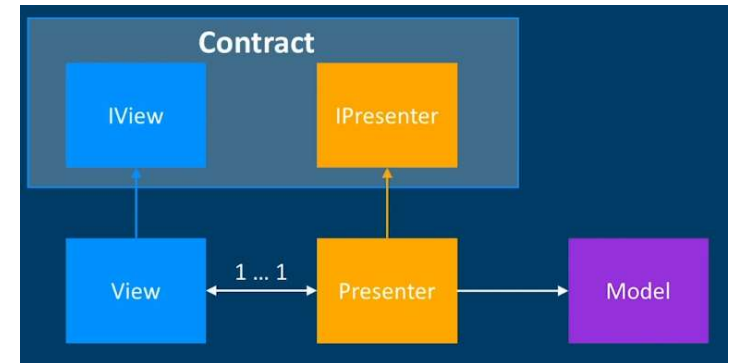 Contract
IView
IPresenter
View
1 ... 1
Presenter
Model